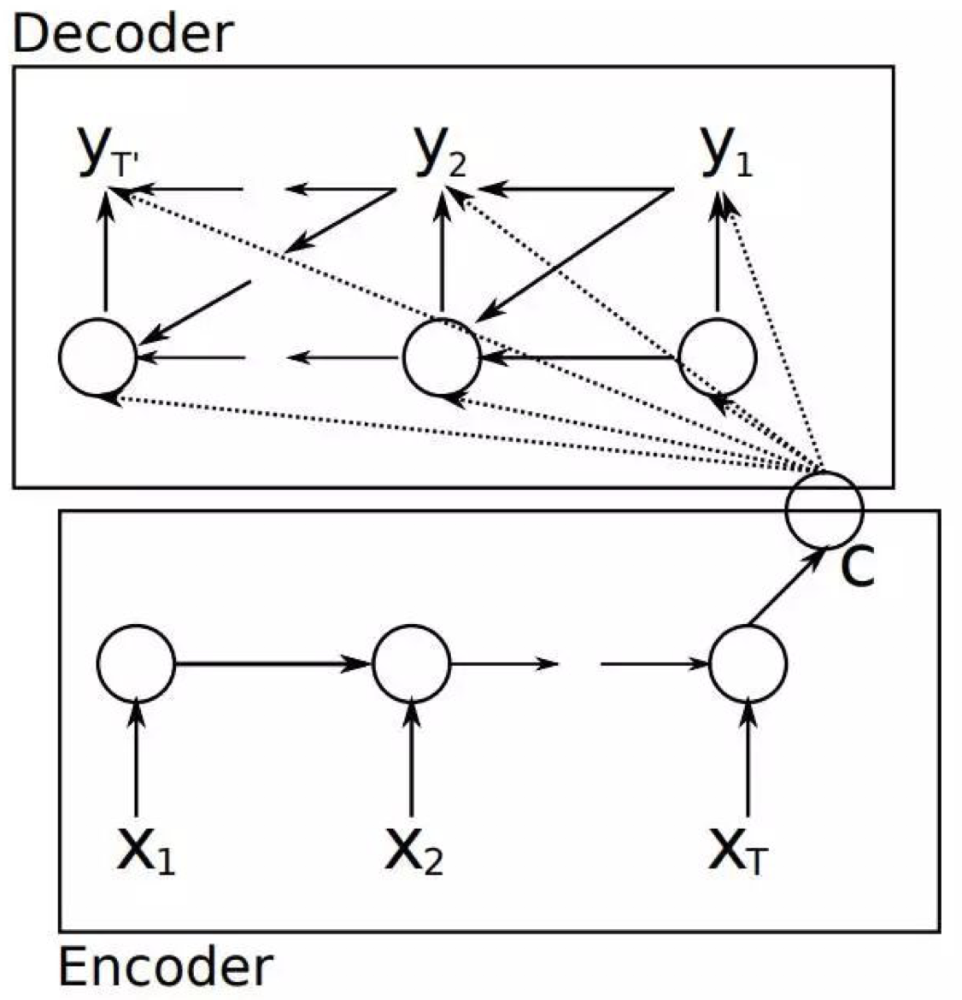 Decoder
yT' y2 y1
c
x1 x2 xT
Encoder